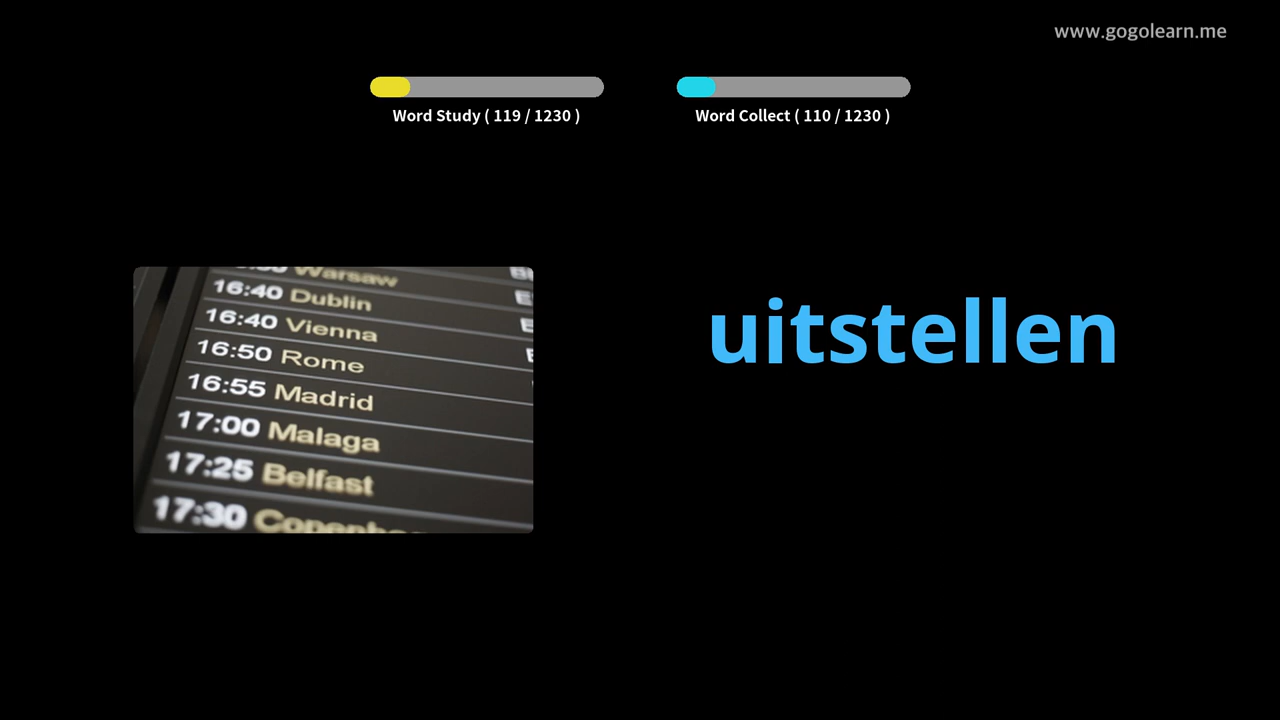 www.gogolearn.me
Word Study ( 119 / 1230 )
Word Collect ( 110 / 1230 )
Warsaw
16:40 Dublin
16:40 Vienna
16:50 Rome
16:55 Madrid
17:00 Malaga
17:25 Belfast
17:30
uitstellen